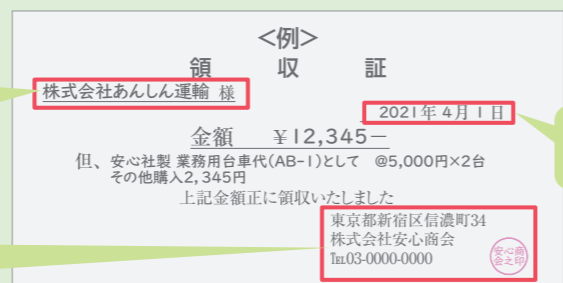 <例>
領収証
株式会社あんしん運輸 様
2021年 4月 1日
金額 ¥12,345−
但、安心社製 業務用台車代(AB-1)として @5,000円×2台
その他購入2,345円
上記金額正に領収いたしました
東京都新宿区信濃町34
株式会社安心商会
℡03-0000-0000
安心商会之印